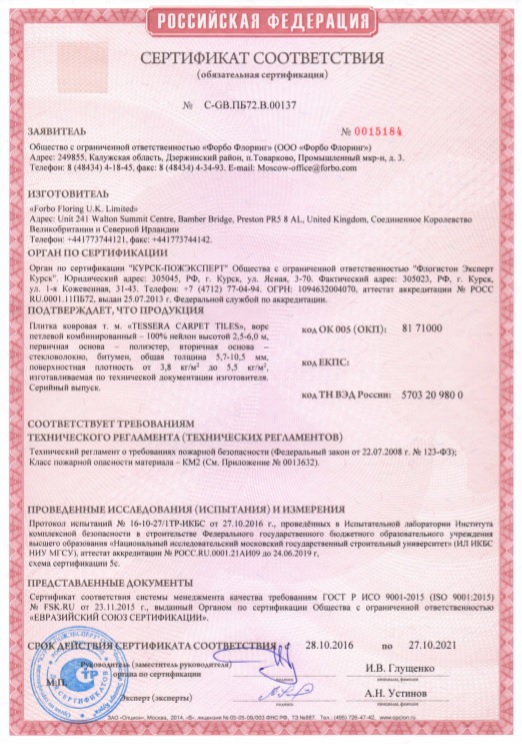 РОССИЙСКАЯ ФЕДЕРАЦИЯ
СЕРТИФИКАТ СООТВЕТСТВИЯ
(обязательная сертификация)
№ C-GB.ПБ72.В.00137
ЗАЯВИТЕЛЬ
№ 0015184
Общество с ограниченной ответственностью «Форбо Флоринг» (ООО «Форбо Флоринг»)
Адрес: 249855, Калужская область, Дзержинский район, п.Товарково, Промышленный мкр-н, д. 3.
Телефон: 8 (48434) 4-18-45, факс: 8 (48434) 4-34-93. E-mail: Moscow-office@forbo.com
ИЗГОТОВИТЕЛЬ
«Forbo Floring U.K. Limited»
Адрес: Unit 241 Walton Summit Centre, Bamber Bridge, Preston PR5 8 AL, United Kingdom, Соединенное Королевство
Великобритании и Северной Ирландии
Телефон: +441773744121, факс: +441773744142.
ОРГАН ПО СЕРТИФИКАЦИИ
Орган по сертификации "КУРСК-ПОЖЭКСПЕРТ" Общества с ограниченной ответственностью "Флогистон Эксперт
Курск". Юридический адрес: 305045, РФ, г. Курск, ул. Ясная, 3-70. Фактический адрес: 305023, РФ, г. Курск,
ул. 1-я Кожевенная, 31-43. Телефон: +7 (4712) 77-04-94. ОГРН: 1094632004070, аттестат аккредитации № РОСС
RU.0001.11ПБ72, выдан 25.07.2013 г. Федеральной службой по аккредитации.
ПОДТВЕРЖДАЕТ, ЧТО ПРОДУКЦИЯ
Плитка ковровая т. м. «TESSERA CARPET TILES», ворс
петлевой комбинированный – 100% нейлон высотой 2,5-6,0 м,
первичная основа – полиэстер, вторичная основа –
стекловолокно, битумен, общая толщина 5,7-10,5 мм,
поверхностная плотность от 3,8 кг/м² до 5,5 кг/м²,
изготавливаемая по технической документации изготовителя.
Серийный выпуск.
код ОК 005 (ОКП): 81 71000
код ЕКПС:
код ТН ВЭД России: 5703 20 980 0
СООТВЕТСТВУЕТ ТРЕБОВАНИЯМ
ТЕХНИЧЕСКОГО РЕГЛАМЕНТА (ТЕХНИЧЕСКИХ РЕГЛАМЕНТОВ)
Технический регламент о требованиях пожарной безопасности (Федеральный закон от 22.07.2008 г. № 123-ФЗ);
Класс пожарной опасности материала – КМ2 (См. Приложение № 0013632).
ПРОВЕДЕННЫЕ ИССЛЕДОВАНИЯ (ИСПЫТАНИЯ) И ИЗМЕРЕНИЯ
Протокол испытаний № 16-10-27/1ТР-ИКБС от 27.10.2016 г., проведённых в Испытательной лаборатории Института
комплексной безопасности в строительстве Федерального государственного бюджетного образовательного учреждения
высшего образования «Национальный исследовательский московский государственный строительный университет» (ИЛ ИКБС
НИУ МГСУ), аттестат аккредитации № РОСС.RU.0001.21АИ09 до 24.06.2019 г.,
схема сертификации 5с.
ПРЕДСТАВЛЕННЫЕ ДОКУМЕНТЫ
Сертификат соответствия системы менеджмента качества требованиям ГОСТ Р ИСО 9001-2015 (ISO 9001:2015)
№ FSK.RU от 23.11.2015 г., выданный Органом по сертификации Общества с ограниченной ответственностью
«ЕВРАЗИЙСКИЙ СОЮЗ СЕРТИФИКАЦИИ».
СРОК ДЕЙСТВИЯ СЕРТИФИКАТА СООТВЕТСТВИЯ с 28.10.2016 по 27.10.2021
Руководитель (заместитель руководителя)
органа по сертификации
И.В. Глущенко
М.П.
Эксперт (эксперты)
А.Н. Устинов
ЗАО «Опцион», Москва, 2014, «В», лицензия № 05-05-09/003 ФНС РФ, ТЗ №587. Тел.: (495) 726-47-42, www.opcion.ru